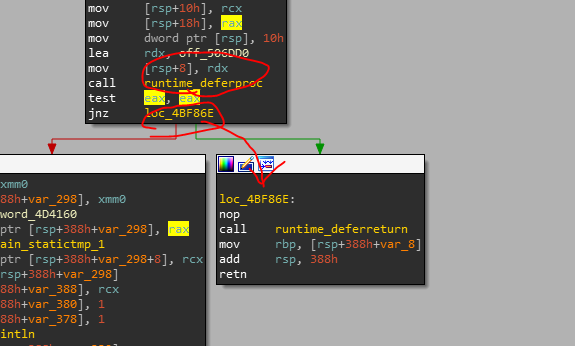 mov [rsp+10h], rcx
mov [rsp+18h], rax
mov dword ptr [rsp], 10h
lea rdx, off_506DD0
mov [rsp+8], rdx
call runtime_deferproc
test eax, eax
jnz loc_4BF86E
xmm0
88h+var_298], xmm0
word_4D4160
ptr [rsp+388h+var_298], rax
ain_statictmp_1
ptr [rsp+388h+var_298+8], rcx
rsp+388h+var_298]
88h+var_388], rcx
88h+var_380], 1
88h+var_378], 1
intln
loc_4BF86E:
nop
call runtime_deferreturn
mov rbp, [rsp+388h+var_8]
add rsp, 388h
retn